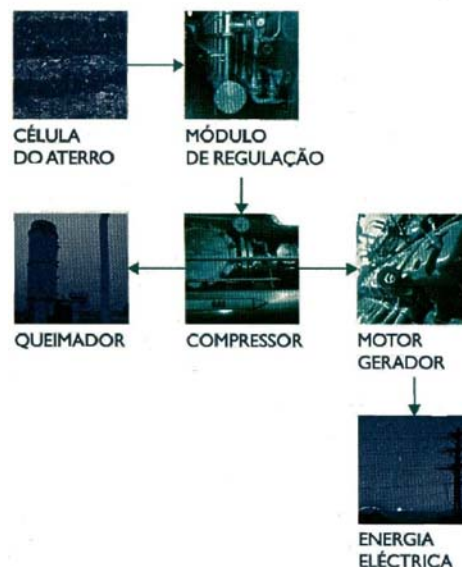 CÉLULA
DO ATERRO
MÓDULO
DE REGULAÇÃO
QUEIMADOR
COMPRESSOR
MOTOR
GERADOR
ENERGIA
ELÉCTRICA